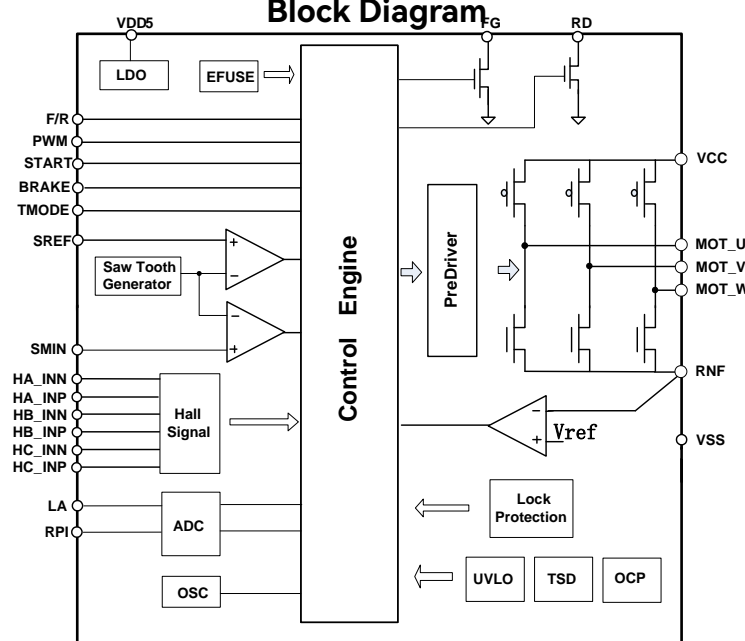 Block Diagram
VDD5
FG
RD
LDO
EFUSE
F/R
PWM
START
BRAKE
TMODE
SREF
Saw Tooth
Generator
SMIN
HA_INN
HA_INP
HB_INN
HB_INP
HC_INN
HC_INP
Hall
Signal
LA
RPI
ADC
OSC
Control Engine
PreDriver
VCC
MOT_U
MOT_V
MOT_W
RNF
Vref
VSS
Lock
Protection
UVLO
TSD
OCP
+
−
−
+
−
+